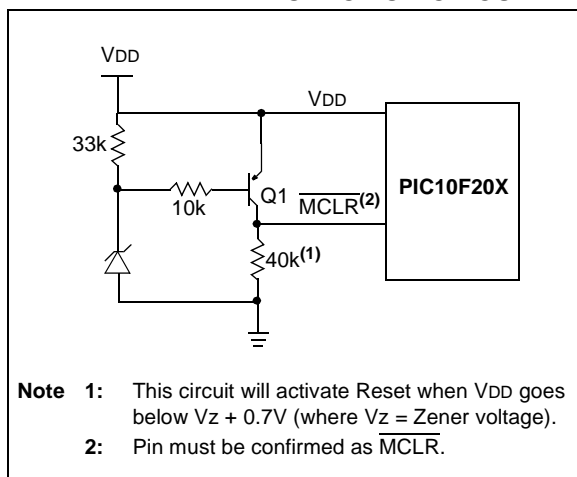 VDD
VDD
33k
PIC10F20X
Q1
MCLR(2)
10k
40k(1)
Note 1: This circuit will activate Reset when VDD goes
below Vz + 0.7V (where Vz = Zener voltage).
2: Pin must be confirmed as MCLR.